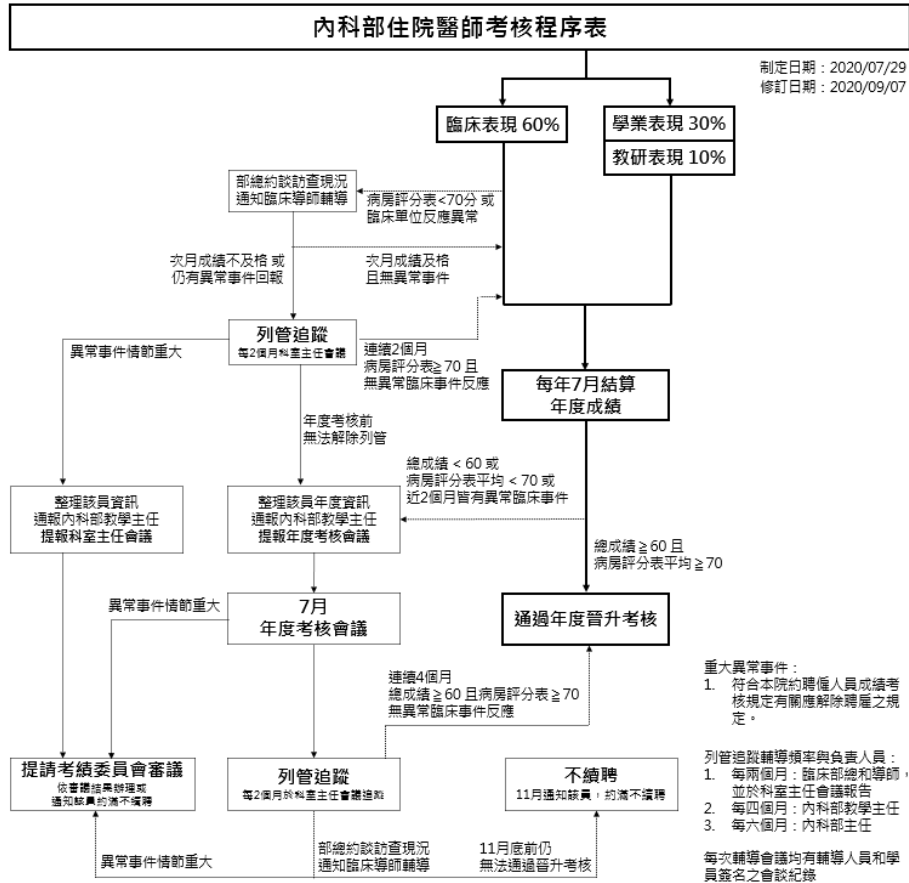 內科部住院醫師考核程序表
制定日期：2020/07/29
修訂日期：2020/09/07
臨床表現 60%
學業表現 30%
教研表現 10%
部總約談訪查現況
通知臨床導師輔導
病房評分表<70分 或
臨床單位反應異常
次月成績不及格 或
仍有異常事件回報
次月成績及格
且無異常事件
列管追蹤
每2個月科室主任會議
異常事件情節重大
連續2個月
病房評分表≧70 且
無異常臨床事件反應
每年7月結算
年度成績
年度考核前
無法解除列管
總成績 < 60 或
病房評分表平均 < 70 或
近2個月皆有異常臨床事件
整理該員資訊
通報內科部教學主任
提報科室主任會議
整理該員年度資訊
通報內科部教學主任
提報年度考核會議
總成績≧60 且
病房評分表平均≧70
異常事件情節重大
7月
年度考核會議
通過年度晉升考核
連續4個月
總成績≧60 且病房評分表≧70
無異常臨床事件反應
重大異常事件：
1. 符合本院約聘僱人員成績考
核規定有關應解除聘雇之規
定。
提請考績委員會審議
依審議結果辦理或
通知該員約滿不續聘
列管追蹤
每2個月於科室主任會議追蹤
不續聘
11月通知該員，約滿不續聘
列管追蹤輔導頻率與負責人員：
1. 每兩個月：臨床部總和導師，
並於科室主任會議報告
2. 每四個月：內科部教學主任
3. 每六個月：內科部主任
異常事件情節重大
部總約談訪查現況
通知臨床導師輔導
11月底前仍
無法通過晉升考核
每次輔導會議均有輔導人員和學
員簽名之會談紀錄